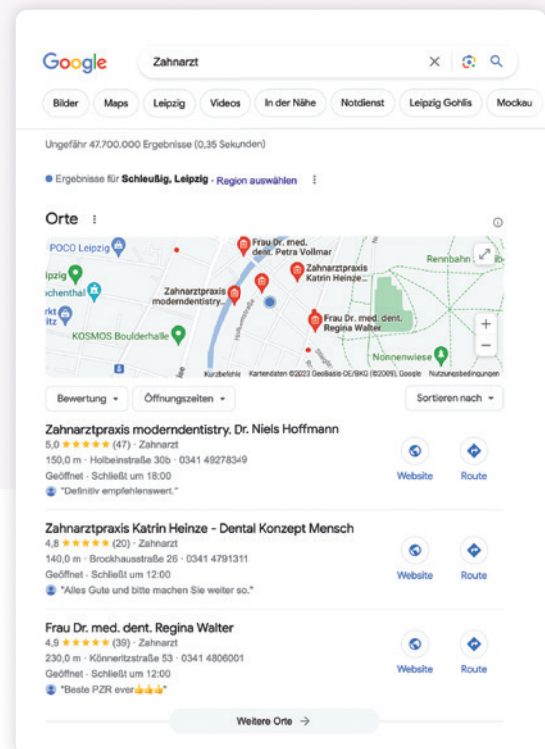 Google
Zahnarzt
Bilder
Maps
Leipzig
Videos
In der Nähe
Notdienst
Leipzig Gohlis
Mockau
Ungefähr 47.700.000 Ergebnisse (0,35 Sekunden)
Ergebnisse für Schleußig, Leipzig · Region auswählen
Orte
POCO Leipzig
Frau Dr. med.
dent. Petra Vollmar
Rennbahn
ipzig
Zahnarztpraxis
Katrin Heinze...
ochenthal
Zahnarztpraxis
moderndentistry...
rkt
itz
Holbeinstraße
Frau Dr. med. dent.
Regina Walter
KOSMOS Boulderhalle
Nonnenwiese
Kurzbefehle
Kartendaten ©2023 GeoBasis-DE/BKG (©2009), Google
Nutzungsbedingungen
Bewertung
Öffnungszeiten
Sortieren nach
Zahnarztpraxis moderndentistry. Dr. Niels Hoffmann
5,0 ★★★★★ (47) · Zahnarzt
150,0 m · Holbeinstraße 30b · 0341 49278349
Geöffnet · Schließt um 18:00
"Definitiv empfehlenswert."
Website
Route
Zahnarztpraxis Katrin Heinze - Dental Konzept Mensch
4,8 ★★★★★ (20) · Zahnarzt
140,0 m · Brockhausstraße 26 · 0341 4791311
Geöffnet · Schließt um 12:00
"Alles Gute und bitte machen Sie weiter so."
Website
Route
Frau Dr. med. dent. Regina Walter
4,9 ★★★★★ (39) · Zahnarzt
230,0 m · Könneritzstraße 53 · 0341 4806001
Geöffnet · Schließt um 12:00
"Beste PZR ever👍👍👍"
Website
Route
Weitere Orte →